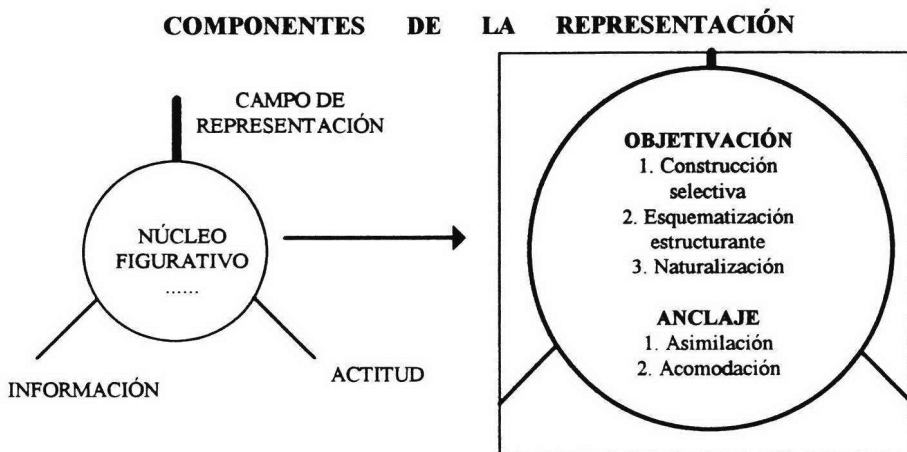 COMPONENTES DE LA REPRESENTACIÓN
CAMPO DE
REPRESENTACIÓN
NÚCLEO
FIGURATIVO
......
INFORMACIÓN
ACTITUD
OBJETIVACIÓN
1. Construcción
selectiva
2. Esquematización
estructurante
3. Naturalización
ANCLAJE
1. Asimilación
2. Acomodación